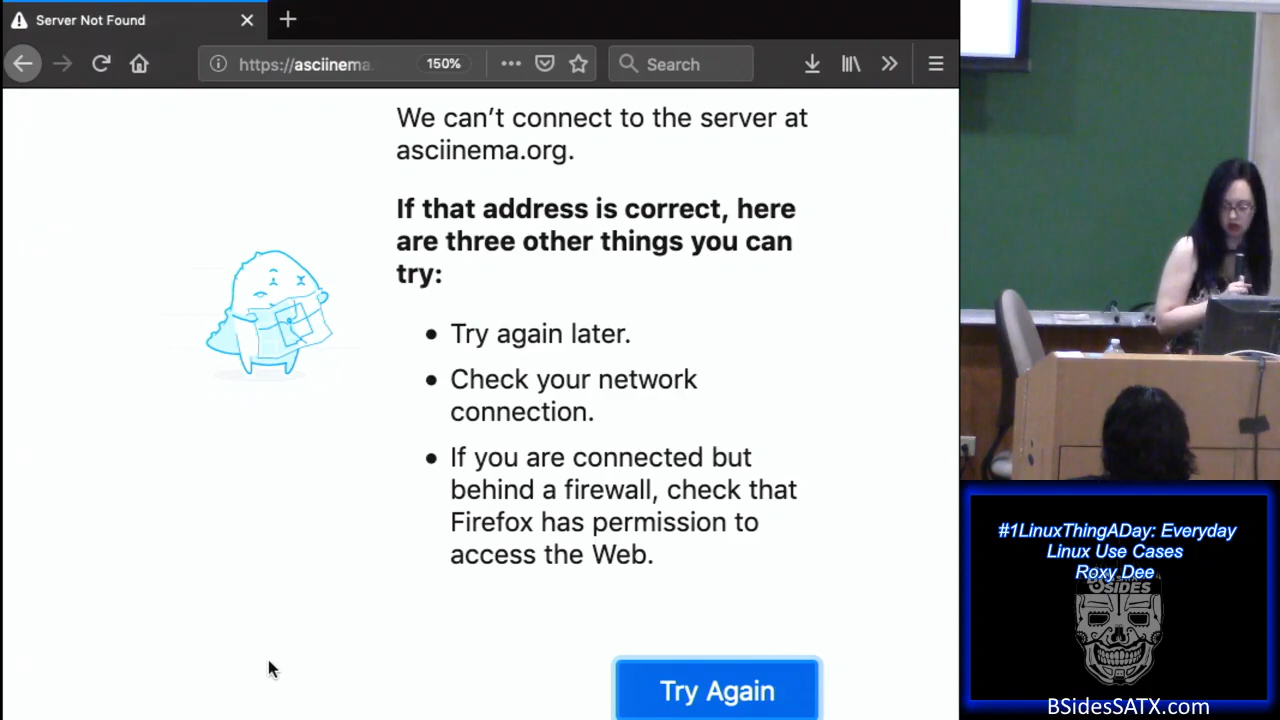 Server Not Found
https://asciinema.
150%
Search
We can’t connect to the server at
asciinema.org.
If that address is correct, here
are three other things you can
try:
Try again later.
Check your network
connection.
If you are connected but
behind a firewall, check that
Firefox has permission to
access the Web.
Try Again
#1LinuxThingADay: Everyday
Linux Use Cases
Roxy Dee
BSIDES
BSidesSATX.com